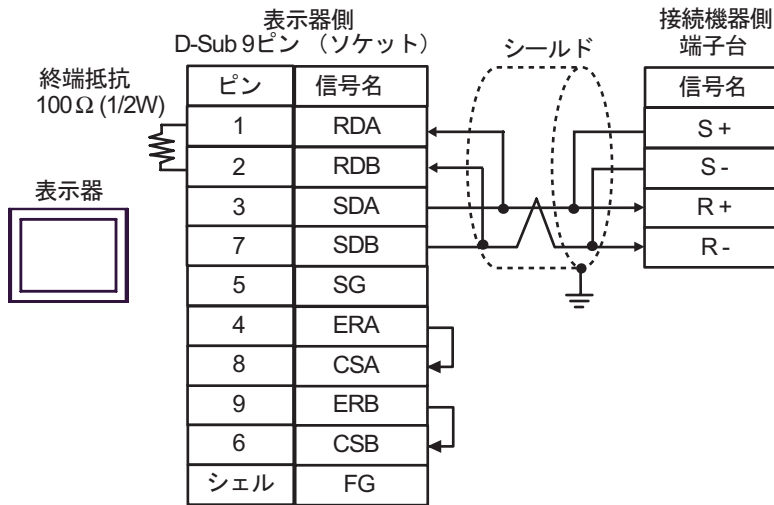 表示器側
D-Sub 9ピン (ソケット)
シールド
接続機器側
端子台
終端抵抗
100Ω (1/2W)
表示器
ピン 信号名
1 RDA
2 RDB
3 SDA
7 SDB
5 SG
4 ERA
8 CSA
9 ERB
6 CSB
シェル FG
信号名
S +
S -
R +
R -